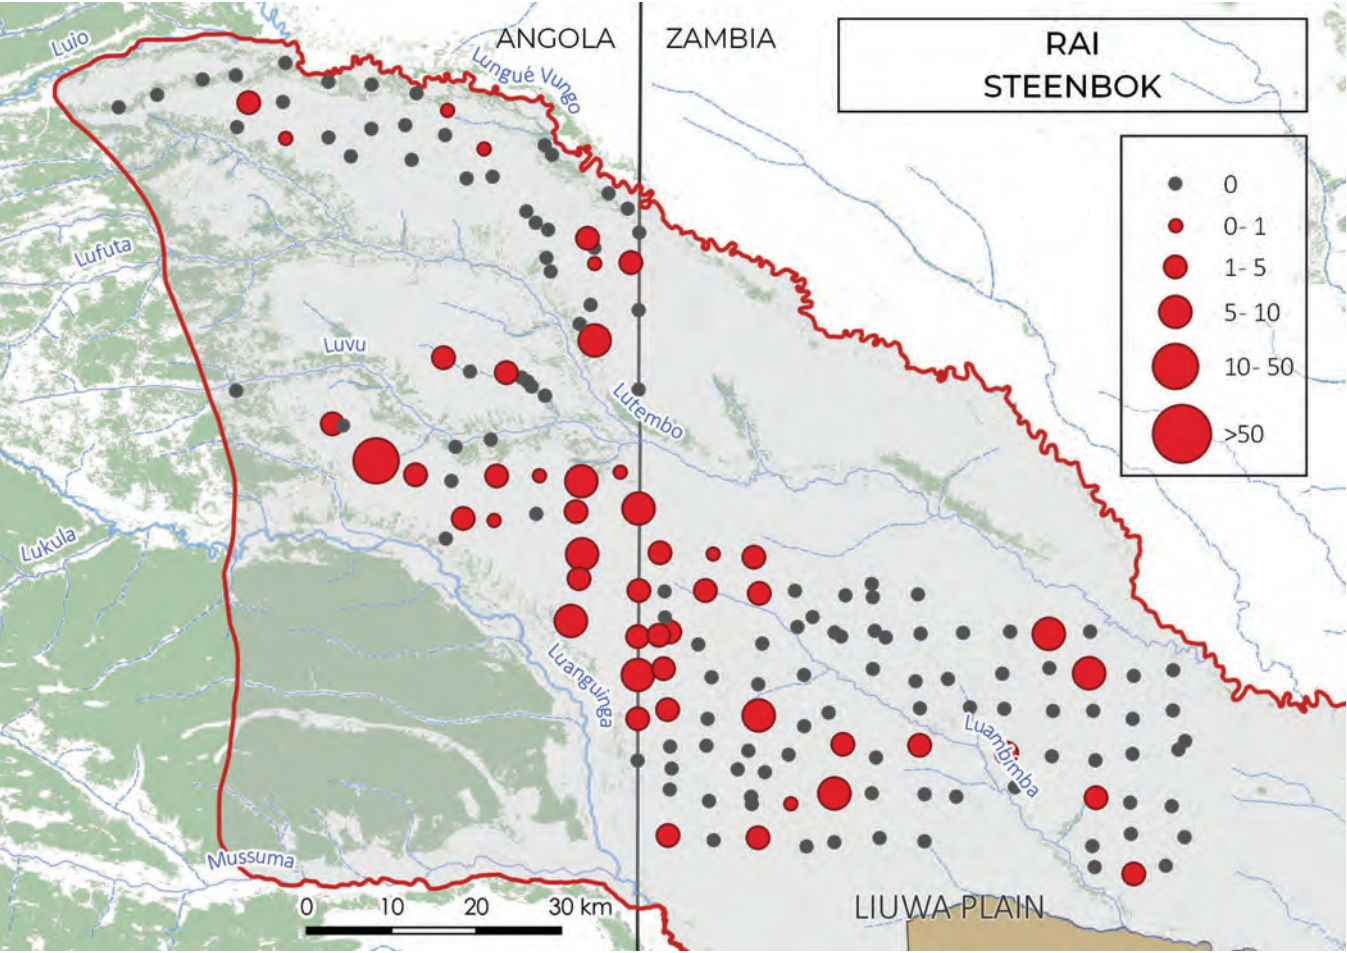 ANGOLA
ZAMBIA
RAI
STEENBOK
Luio
Lungué Vungo
0
0-1
1-5
5-10
10-50
>50
Lufuta
Luvu
Lutembo
Lukula
Luanguinga
Luambimba
Mussuma
0 10 20 30 km
LIUWA PLAIN